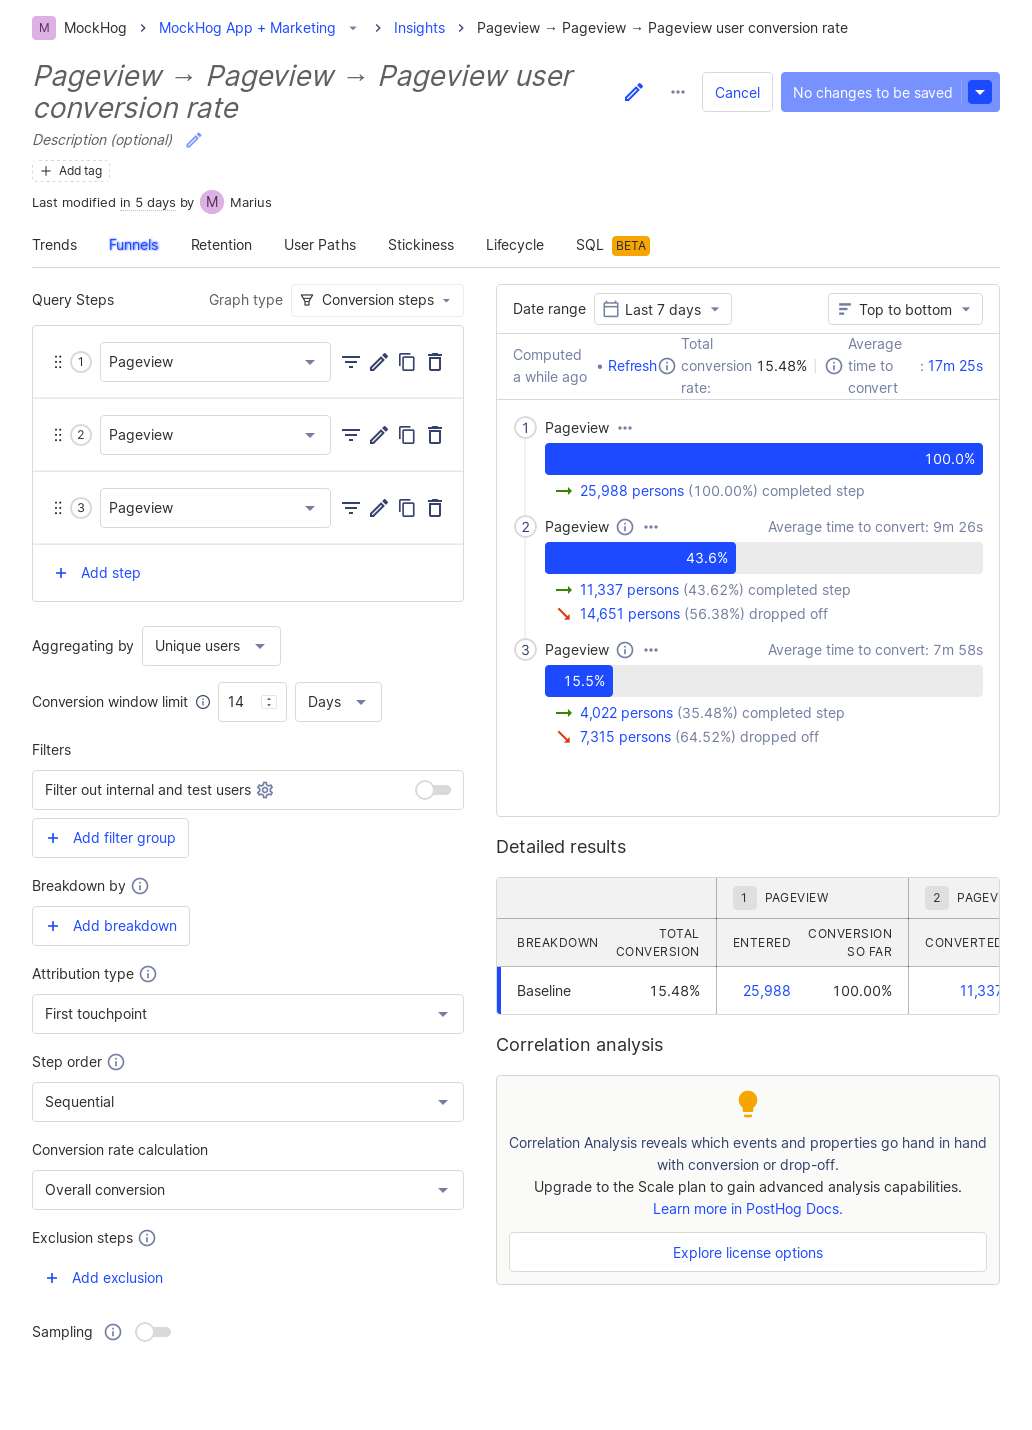 M MockHog MockHog App + Marketing Insights Pageview → Pageview → Pageview user conversion rate
Pageview → Pageview → Pageview user
conversion rate
Cancel
No changes to be saved
Description (optional)
Add tag
Last modified in 5 days by M Marius
Trends Funnels Retention User Paths Stickiness Lifecycle SQL BETA
Query Steps
Graph type Conversion steps
1 Pageview
2 Pageview
3 Pageview
Add step
Aggregating by Unique users
Conversion window limit 14 Days
Filters
Filter out internal and test users
Add filter group
Breakdown by
Add breakdown
Attribution type
First touchpoint
Step order
Sequential
Conversion rate calculation
Overall conversion
Exclusion steps
Add exclusion
Sampling
Date range Last 7 days Top to bottom
Computed
a while ago
• Refresh
Total
conversion
rate:
15.48%
Average
time to
convert
: 17m 25s
1 Pageview
100.0%
25,988 persons (100.00%) completed step
2 Pageview Average time to convert: 9m 26s
43.6%
11,337 persons (43.62%) completed step
14,651 persons (56.38%) dropped off
3 Pageview Average time to convert: 7m 58s
15.5%
4,022 persons (35.48%) completed step
7,315 persons (64.52%) dropped off
Detailed results
1 PAGEVIEW 2 PAGEV
BREAKDOWN
TOTAL
CONVERSION
ENTERED
CONVERSION
SO FAR
CONVERTED
Baseline 15.48% 25,988 100.00% 11,337
Correlation analysis
Correlation Analysis reveals which events and properties go hand in hand
with conversion or drop-off.
Upgrade to the Scale plan to gain advanced analysis capabilities.
Learn more in PostHog Docs.
Explore license options